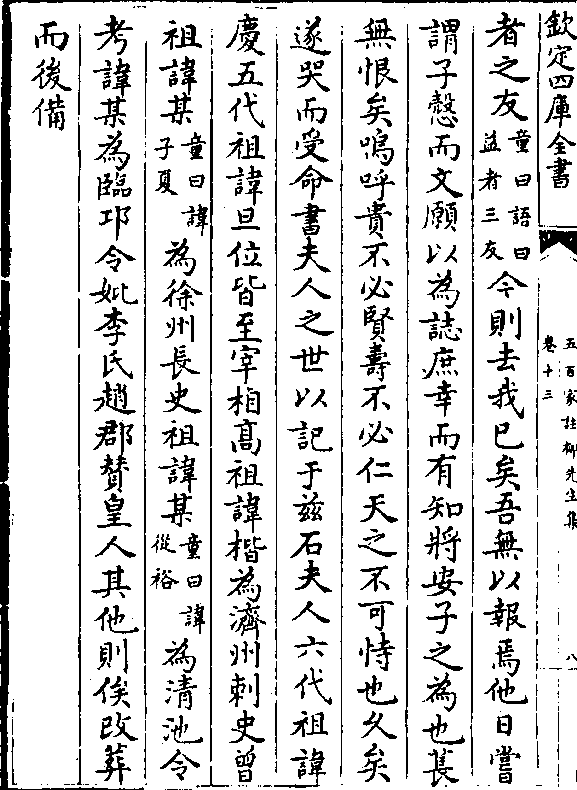 欽定四庫全書
五百家註柳先生集
卷十三
八
者之友童曰語曰益者三友今則去我已矣吾無以報焉他日嘗
謂子愨而文願以為誌庶幸而有知將安子之為也㦮
無恨矣嗚呼貴不必賢壽不必仁天之不可恃也久矣
遂哭而受命書夫人之世以記于兹石夫人六代祖諱
慶五代祖諱旦位皆至宰相髙祖諱楷為濟州刺史曾
祖諱某童曰諱子夏為徐州長史祖諱某童曰諱從裕為清池令
考諱某為臨邛令妣李氏趙郡賛皇人其他則俟改葬
而後備